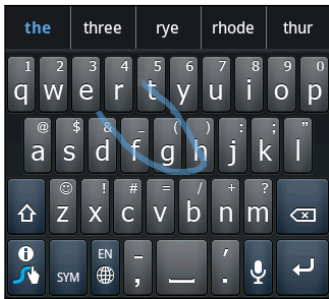 the three rye rhode thur
1 2 3 4 5 6 7 8 9 0
q w e r t y u i o p
@ $ & _ ( ) : ; "
a s d f g h j k l
! # = / + ?
z x c v b n m
i SYM EN - , ' .